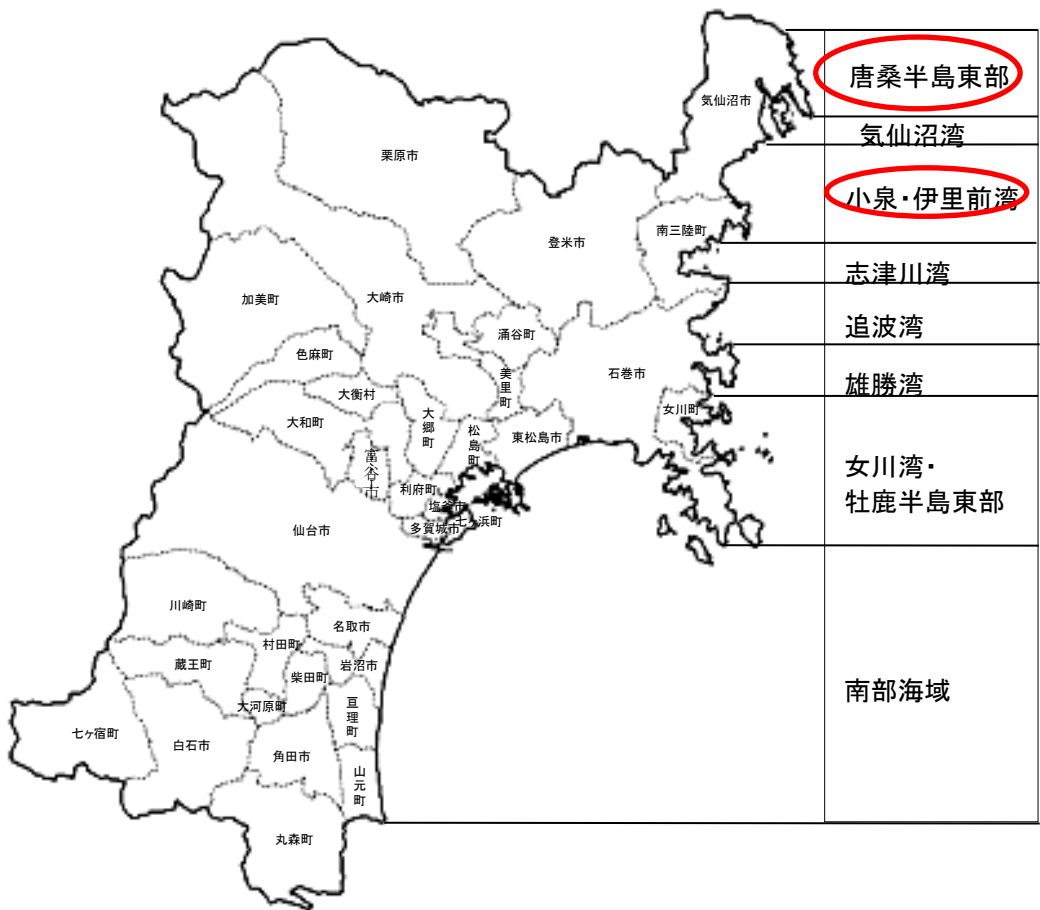 唐桑半島東部
気仙沼市
気仙沼湾
栗原市
小泉・伊里前湾
南三陸町
登米市
志津川湾
加美町
大崎市
追波湾
涌谷町
色麻町
美里町
石巻市
雄勝湾
大衡村
大和町
大郷町
松島町
東松島市
女川町
富谷市
女川湾・
牡鹿半島東部
利府町
塩釜市
七ヶ浜町
多賀城市
仙台市
川崎町
名取市
村田町
岩沼市
蔵王町
柴田町
南部海域
大河原町
亘理町
七ヶ宿町
白石市
角田市
山元町
丸森町